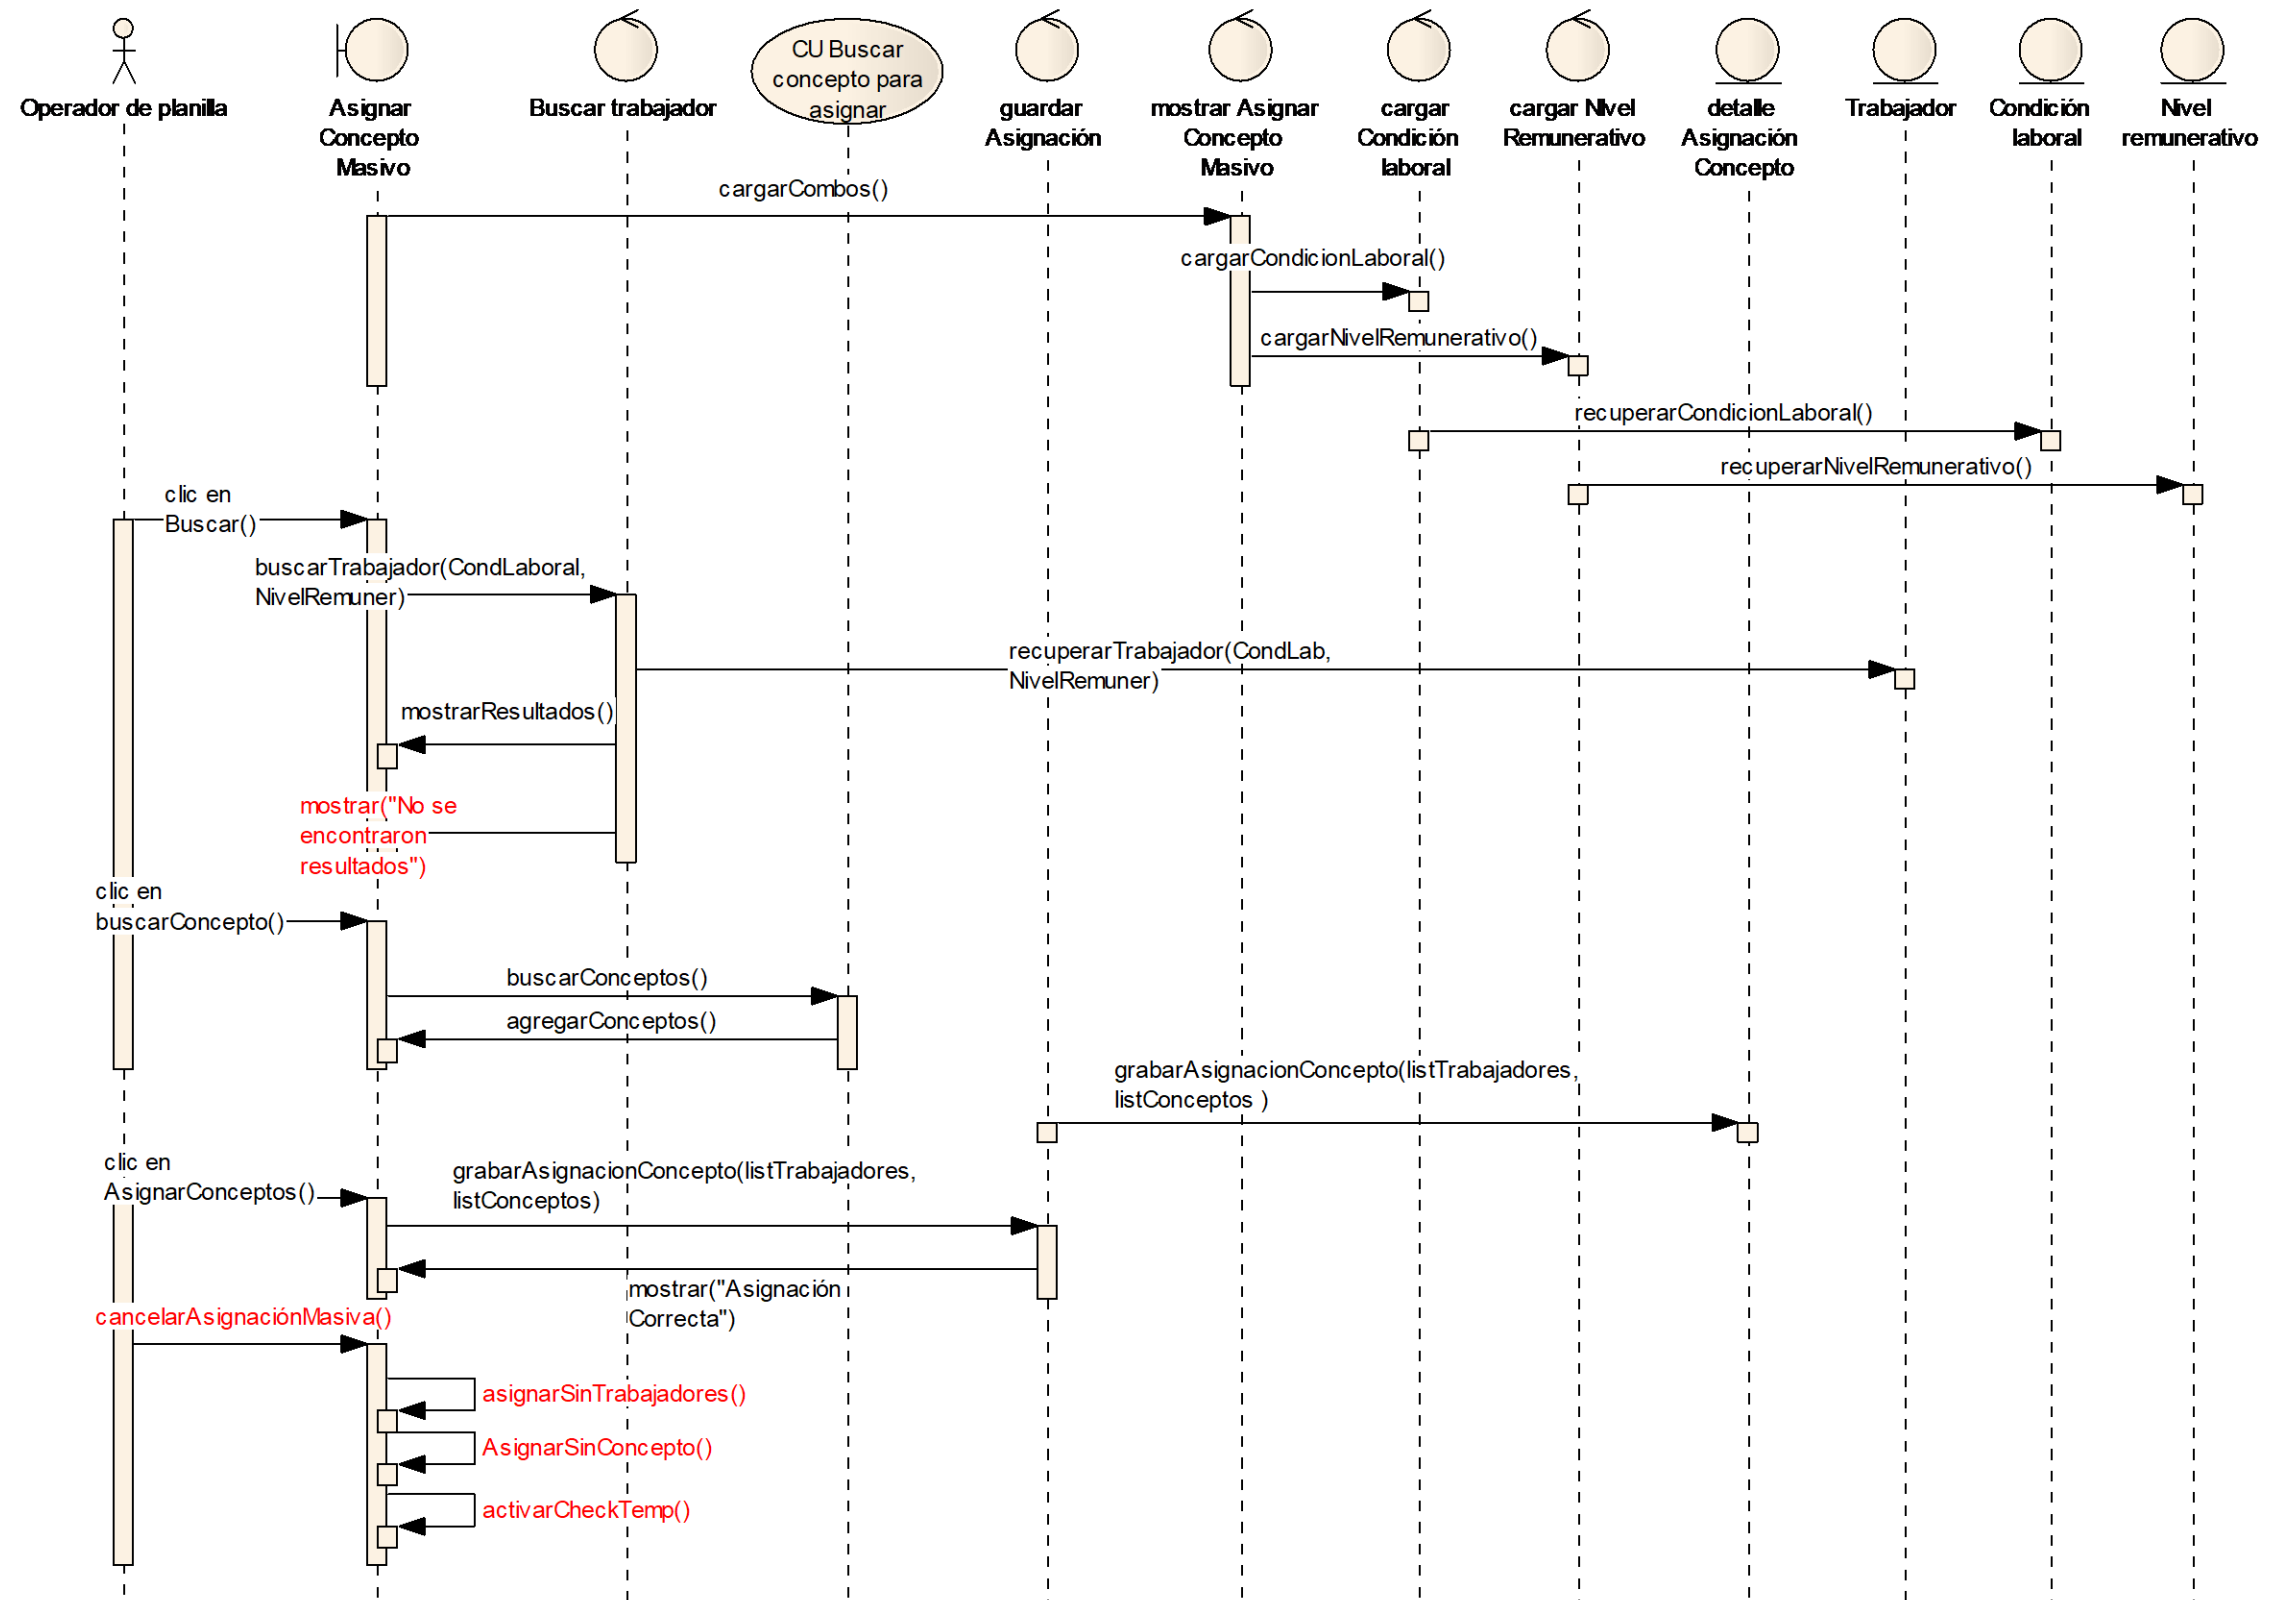 Operador de planilla
Asignar
Concepto
Masivo
Buscar trabajador
CU Buscar
concepto para
asignar
guardar
Asignación
mostrar Asignar
Concepto
Masivo
cargar
Condición
laboral
cargar NIvel
Remunerativo
detalle
Asignación
Concepto
Trabajador
Condición
laboral
Nivel
remunerativo
cargarCombos()
cargarCondicionLaboral()
cargarNivelRemunerativo()
recuperarCondicionLaboral()
recuperarNivelRemunerativo()
clic en
Buscar()
buscarTrabajador(CondLaboral,
NivelRemuner)
recuperarTrabajador(CondLab,
NivelRemuner)
mostrarResultados()
mostrar("No se
encontraron
resultados")
clic en
buscarConcepto()
buscarConceptos()
agregarConceptos()
grabarAsignacionConcepto(listTrabajadores,
listConceptos )
clic en
AsignarConceptos()
grabarAsignacionConcepto(listTrabajadores,
listConceptos)
mostrar("Asignación
Correcta")
cancelarAsignaciónMasiva()
asignarSinTrabajadores()
AsignarSinConcepto()
activarCheckTemp()